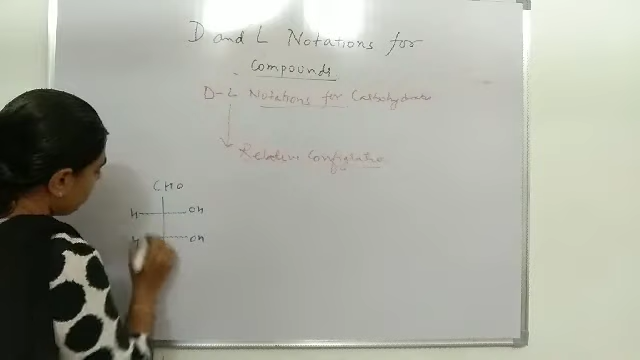 D and L Notations for
Compounds
D-L Notations for Carbohydrates
Relative Configuration
CHO
H OH
H OH